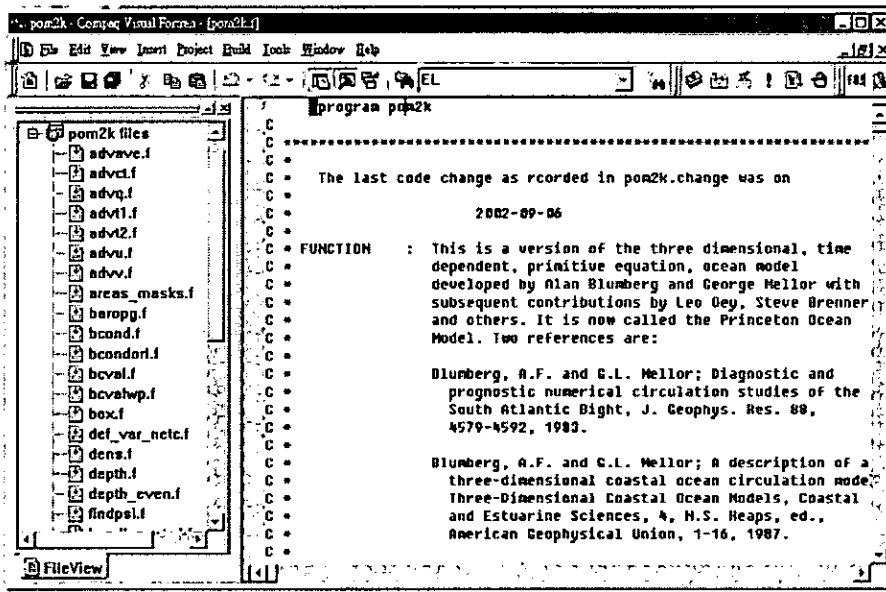 pom2k - Compaq Visual Fortran - [pom2k.f]
File Edit View Insert Project Build Tools Window Help
EL
pom2k files
advave.f
advct.f
advq.f
advt1.f
advt2.f
advu.f
advv.f
areas_masks.f
baropg.f
bcond.f
bcondorl.f
bcval.f
bcvalwp.f
box.f
def_var_netc.f
dens.f
depth.f
depth_even.f
findpsi.f
FileView
program pom2k
C
C **********************************************************************
C *
C * The last code change as rcorded in pom2k.change was on
C *
C * 2002-09-06
C *
C * FUNCTION : This is a version of the three dimensional, time
C * dependent, primitive equation, ocean model
C * developed by Alan Blumberg and George Mellor with
C * subsequent contributions by Leo Oey, Steve Brenner
C * and others. It is now called the Princeton Ocean
C * Model. Two references are:
C *
C * Blumberg, A.F. and G.L. Mellor; Diagnostic and
C * prognostic numerical circulation studies of the
C * South Atlantic Bight, J. Geophys. Res. 88,
C * 4579-4592, 1983.
C *
C * Blumberg, A.F. and G.L. Mellor; A description of a
C * three-dimensional coastal ocean circulation mode
C * Three-Dimensional Coastal Ocean Models, Coastal
C * and Estuarine Sciences, 4, N.S. Heaps, ed.,
C * American Geophysical Union, 1-16, 1987.
C *